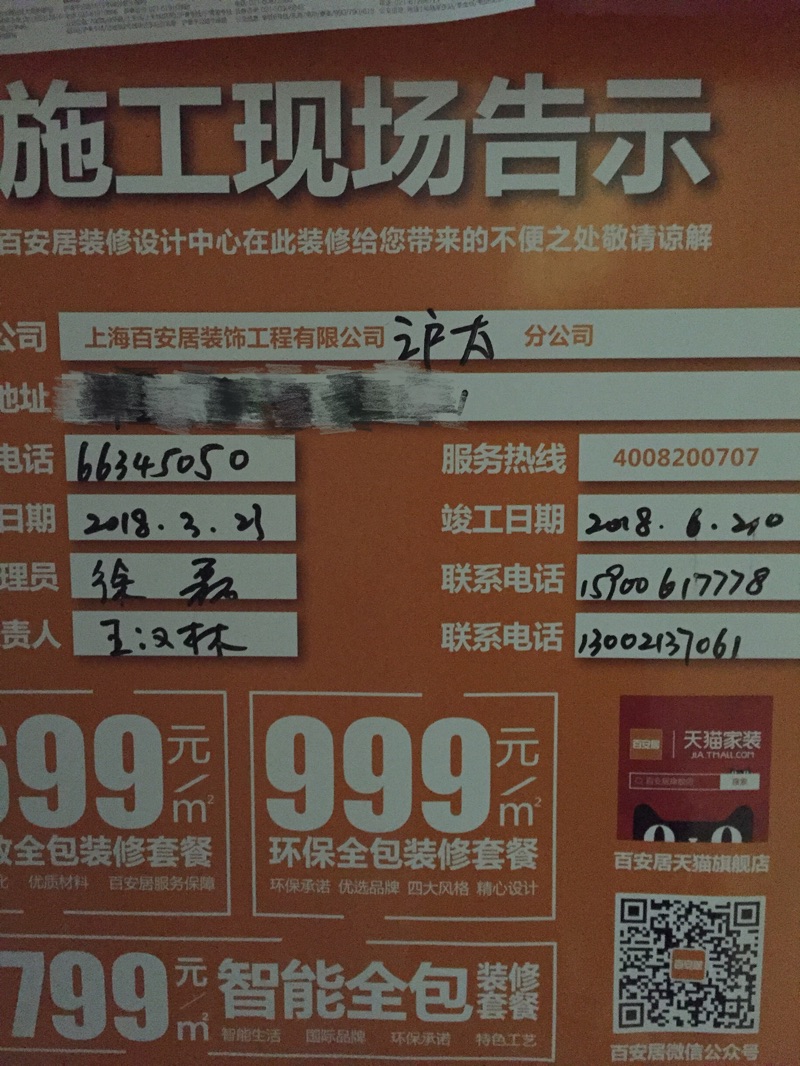 施工现场告示
百安居装修设计中心在此装修给您带来的不便之处敬请谅解
公司 上海百安居装饰工程有限公司 沪太 分公司
地址
电话 66345050 服务热线 4008200707
日期 2018.3.21 竣工日期 2018.6.20
理员 徐磊 联系电话 15900617778
责人 王汉林 联系电话 13002137061
699元/m²
全包装修套餐
优质材料 百安居服务保障
999元/m²
环保全包装修套餐
环保承诺 优选品牌 四大风格 精心设计
百安居 天猫家装
JIA.TMALL.COM
搜索
百安居天猫旗舰店
799元/m² 智能全包装修套餐
智能生活 国际品牌 环保承诺 特色工艺
百安居
百安居微信公众号